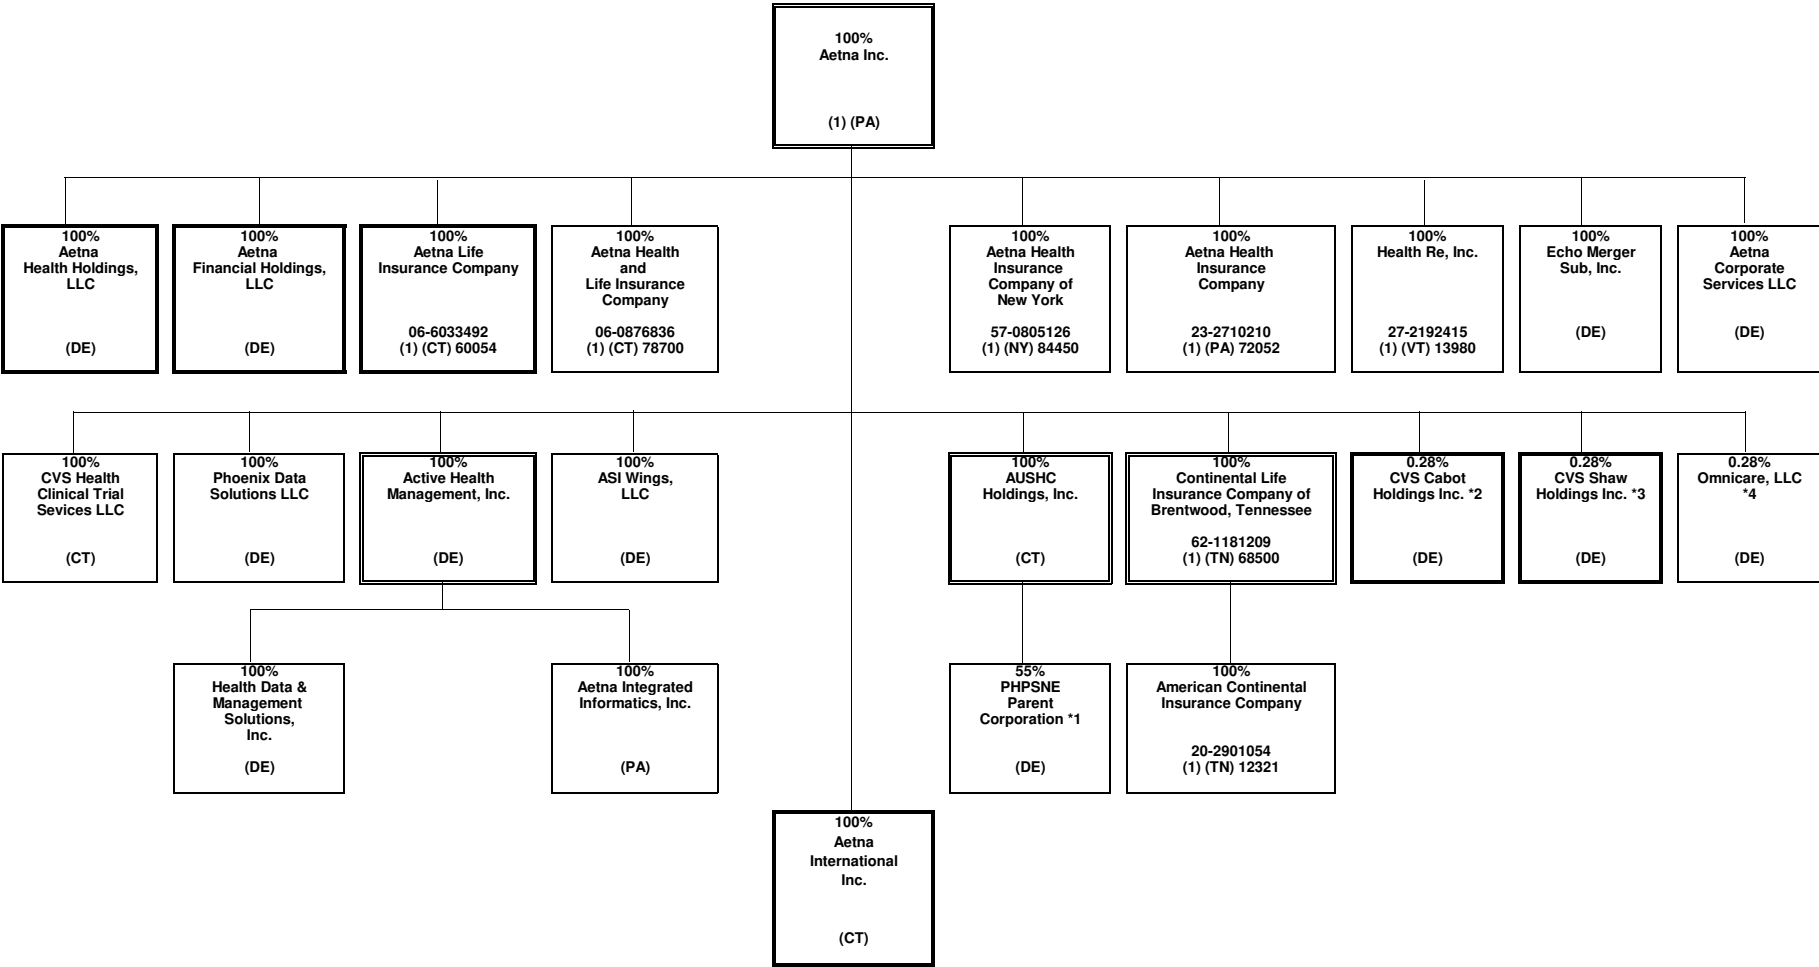 100%
Aetna Inc.
(1) (PA)
100%
Aetna
Health Holdings,
LLC
(DE)
100%
Aetna
Financial Holdings,
LLC
(DE)
100%
Aetna Life
Insurance Company
06-6033492
(1) (CT) 60054
100%
Aetna Health
and
Life Insurance
Company
06-0876836
(1) (CT) 78700
100%
Aetna Health
Insurance
Company of
New York
57-0805126
(1) (NY) 84450
100%
Aetna Health
Insurance
Company
23-2710210
(1) (PA) 72052
100%
Health Re, Inc.
27-2192415
(1) (VT) 13980
100%
Echo Merger
Sub, Inc.
(DE)
100%
Aetna
Corporate
Services LLC
(DE)
100%
CVS Health
Clinical Trial
Sevices LLC
(CT)
100%
Phoenix Data
Solutions LLC
(DE)
100%
Active Health
Management, Inc.
(DE)
100%
ASI Wings,
LLC
(DE)
100%
AUSHC
Holdings, Inc.
(CT)
100%
Continental Life
Insurance Company of
Brentwood, Tennessee
62-1181209
(1) (TN) 68500
0.28%
CVS Cabot
Holdings Inc. *2
(DE)
0.28%
CVS Shaw
Holdings Inc. *3
(DE)
0.28%
Omnicare, LLC
*4
(DE)
100%
Health Data &
Management
Solutions,
Inc.
(DE)
100%
Aetna Integrated
Informatics, Inc.
(PA)
55%
PHPSNE
Parent
Corporation *1
(DE)
100%
American Continental
Insurance Company
20-2901054
(1) (TN) 12321
100%
Aetna
International
Inc.
(CT)